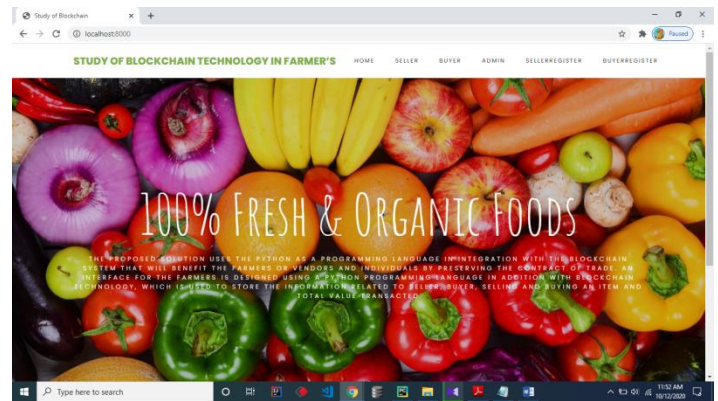 Study of Blockchain
localhost:8000
Paused
STUDY OF BLOCKCHAIN TECHNOLOGY IN FARMER'S
HOME SELLER BUYER ADMIN SELLERREGISTER BUYERREGISTER
100% FRESH & ORGANIC FOODS
THE PROPOSED SOLUTION USES THE PYTHON AS A PROGRAMMING LANGUAGE IN INTEGRATION WITH THE BLOCKCHAIN
SYSTEM THAT WILL BENEFIT THE FARMERS OR VENDORS AND INDIVIDUALS BY PRESERVING THE CONTRACT OF TRADE. AN
INTERFACE FOR THE FARMERS IS DESIGNED USING A PYTHON PROGRAMMING LANGUAGE IN ADDITION WITH BLOCKCHAIN
TECHNOLOGY, WHICH IS USED TO STORE THE INFORMATION RELATED TO SELLER, BUYER, SELLING AND BUYING AN ITEM AND
TOTAL VALUE TRANSACTED.
Type here to search
11:52 AM
10/12/2020